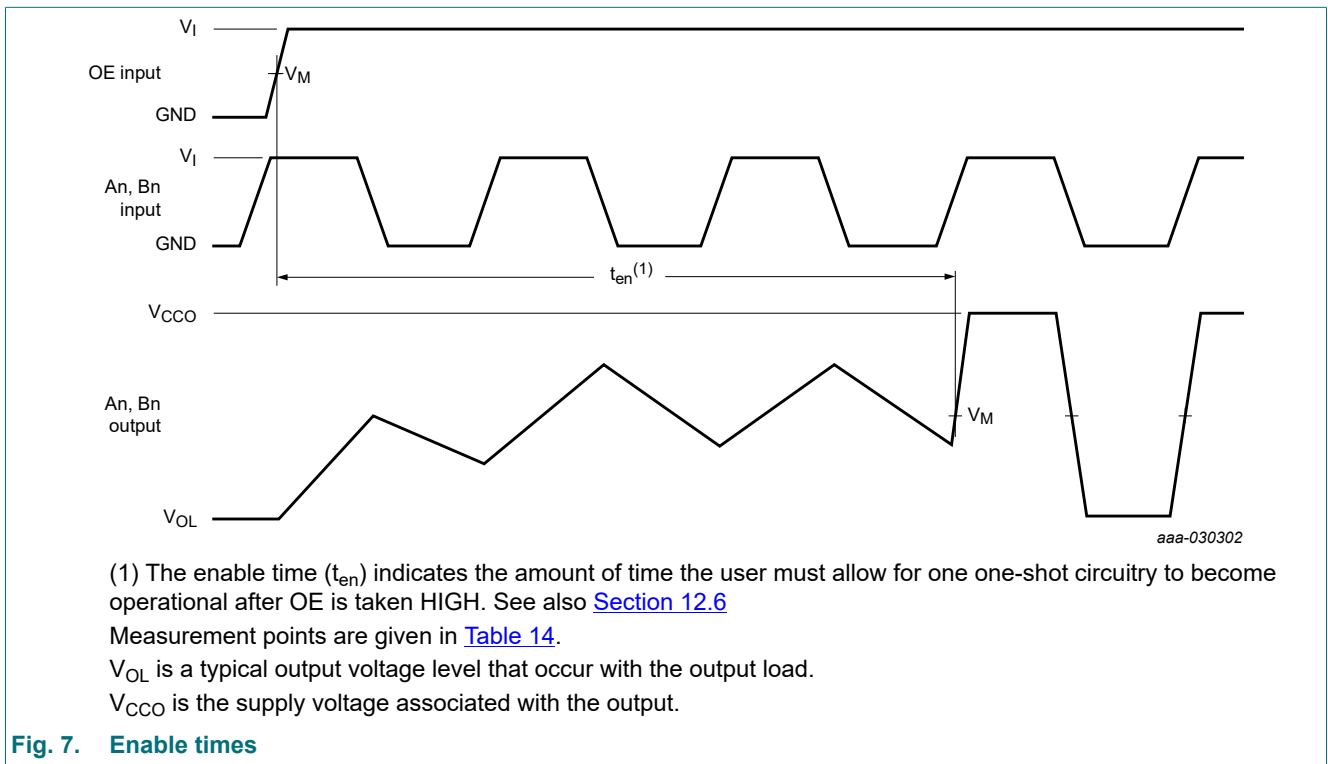 VI
OE input
VM
GND
VI
An, Bn
input
GND
ten(1)
VCCO
An, Bn
output
VM
VOL
aaa-030302
(1) The enable time (ten) indicates the amount of time the user must allow for one one-shot circuitry to become
operational after OE is taken HIGH. See also Section 12.6
Measurement points are given in Table 14.
VOL is a typical output voltage level that occur with the output load.
VCCO is the supply voltage associated with the output.
Fig. 7. Enable times